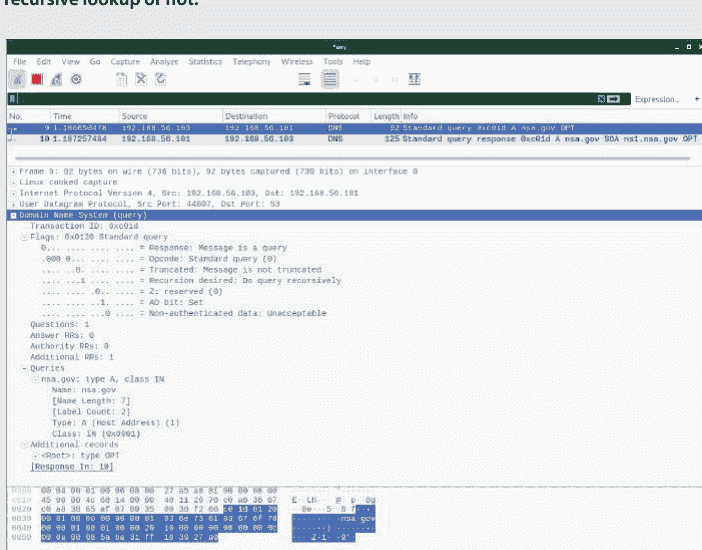 recursive lookup or not.
*any
File Edit View Go Capture Analyze Statistics Telephony Wireless Tools Help
Expression... +
No. Time Source Destination Protocol Length Info
9 1.186658478 192.168.56.103 192.168.56.101 DNS 92 Standard query 0xc01d A nsa.gov OPT
10 1.187257484 192.168.56.101 192.168.56.103 DNS 125 Standard query response 0xc01d A nsa.gov SOA ns1.nsa.gov OPT
Frame 9: 92 bytes on wire (736 bits), 92 bytes captured (736 bits) on interface 0
Linux cooked capture
Internet Protocol Version 4, Src: 192.168.56.103, Dst: 192.168.56.101
User Datagram Protocol, Src Port: 44807, Dst Port: 53
Domain Name System (query)
Transaction ID: 0xc01d
Flags: 0x0120 Standard query
0... .... .... .... = Response: Message is a query
.000 0... .... .... = Opcode: Standard query (0)
.... ..0. .... .... = Truncated: Message is not truncated
.... ...1 .... .... = Recursion desired: Do query recursively
.... .... .0.. .... = Z: reserved (0)
.... .... ..1. .... = AD bit: Set
.... .... ...0 .... = Non-authenticated data: Unacceptable
Questions: 1
Answer RRs: 0
Authority RRs: 0
Additional RRs: 1
Queries
nsa.gov: type A, class IN
Name: nsa.gov
[Name Length: 7]
[Label Count: 2]
Type: A (Host Address) (1)
Class: IN (0x0001)
Additional records
<Root>: type OPT
[Response In: 10]